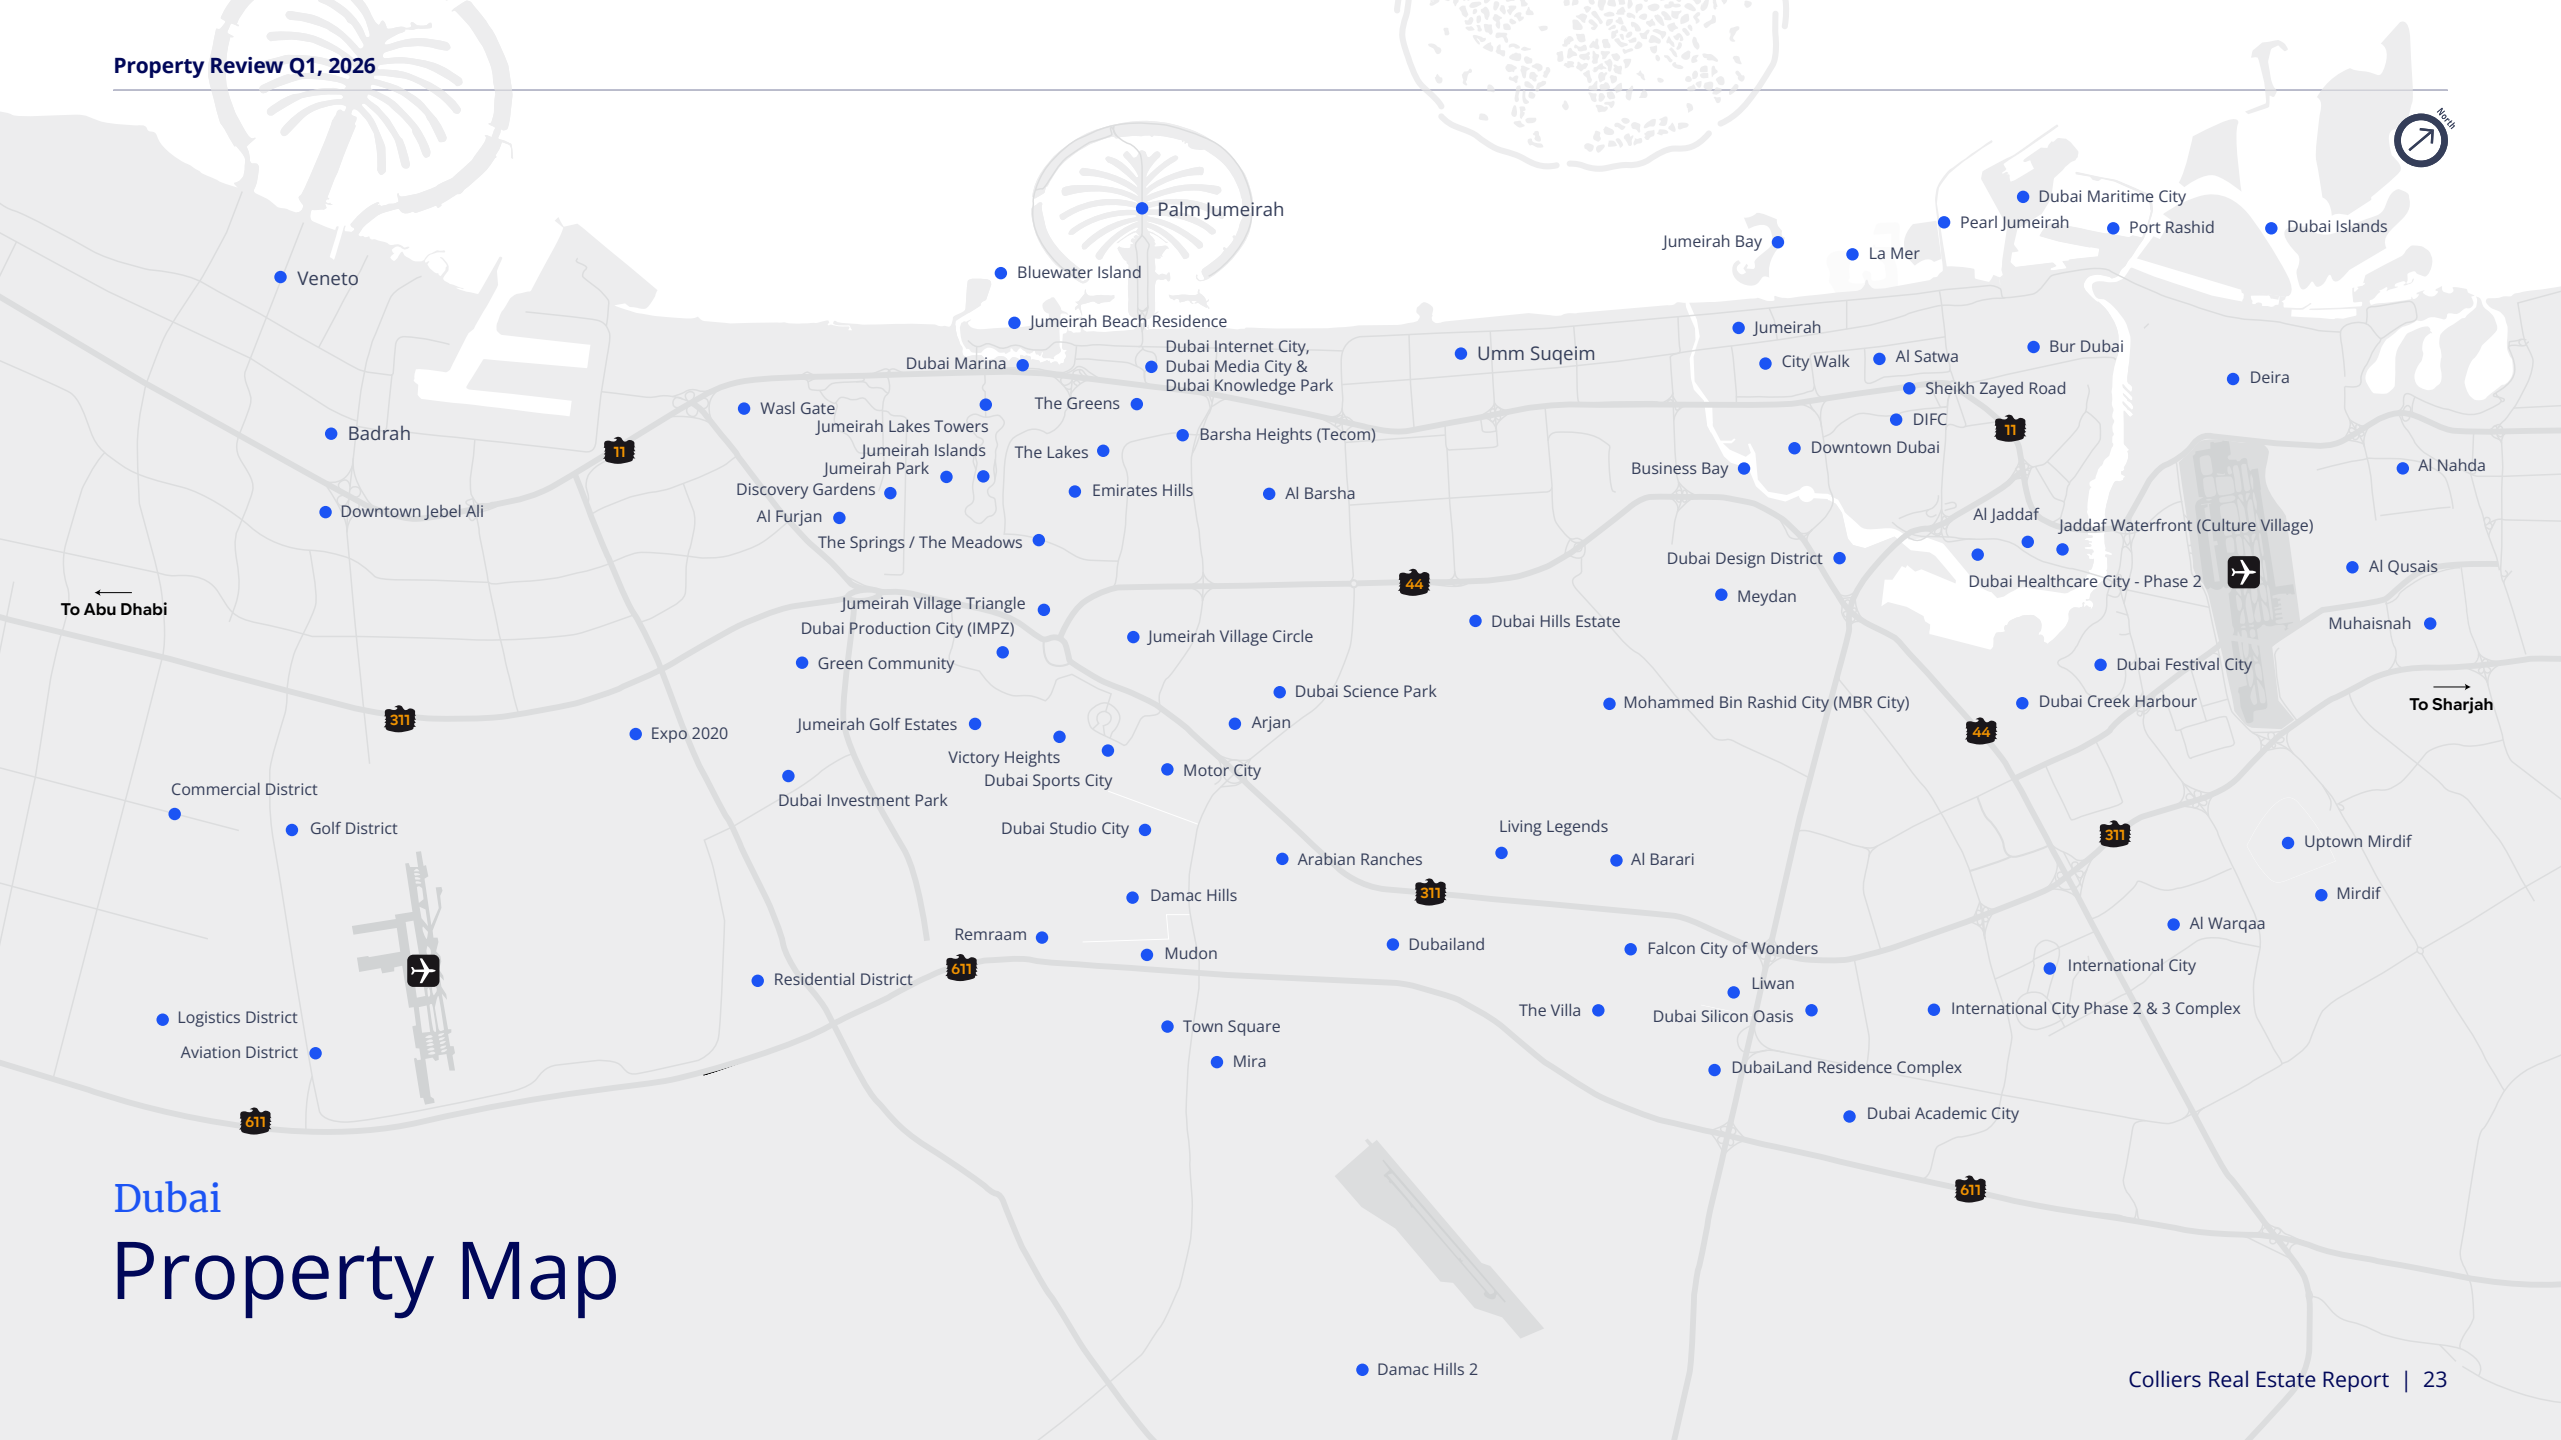 Property Review Q1, 2026
North
Dubai Maritime City
Palm Jumeirah
Pearl Jumeirah
Port Rashid
Dubai Islands
Jumeirah Bay
La Mer
Bluewater Island
Veneto
Jumeirah Beach Residence
Jumeirah
Dubai Internet City,
Dubai Media City &
Dubai Knowledge Park
Umm Suqeim
Bur Dubai
Dubai Marina
City Walk
Al Satwa
Deira
Sheikh Zayed Road
Wasl Gate
The Greens
Jumeirah Lakes Towers
DIFC
11
Badrah
Barsha Heights (Tecom)
11
Jumeirah Islands
The Lakes
Downtown Dubai
Jumeirah Park
Business Bay
Al Nahda
Discovery Gardens
Emirates Hills
Al Barsha
Downtown Jebel Ali
Al Furjan
Al Jaddaf
Jaddaf Waterfront (Culture Village)
The Springs / The Meadows
Dubai Design District
Al Qusais
44
Dubai Healthcare City - Phase 2
To Abu Dhabi
Jumeirah Village Triangle
Meydan
Dubai Production City (IMPZ)
Jumeirah Village Circle
Dubai Hills Estate
Muhaisnah
Green Community
Dubai Festival City
Dubai Science Park
Mohammed Bin Rashid City (MBR City)
Dubai Creek Harbour
To Sharjah
311
Jumeirah Golf Estates
Arjan
44
Expo 2020
Victory Heights
Dubai Sports City
Motor City
Commercial District
Dubai Investment Park
Golf District
Dubai Studio City
Living Legends
311
Uptown Mirdif
Arabian Ranches
Al Barari
Damac Hills
311
Mirdif
Al Warqaa
Remraam
Dubailand
Falcon City of Wonders
Mudon
611
International City
Residential District
Liwan
Logistics District
Town Square
The Villa
Dubai Silicon Oasis
International City Phase 2 & 3 Complex
Aviation District
Mira
DubaiLand Residence Complex
611
Dubai Academic City
611
Dubai
Property Map
Damac Hills 2
Colliers Real Estate Report | 23